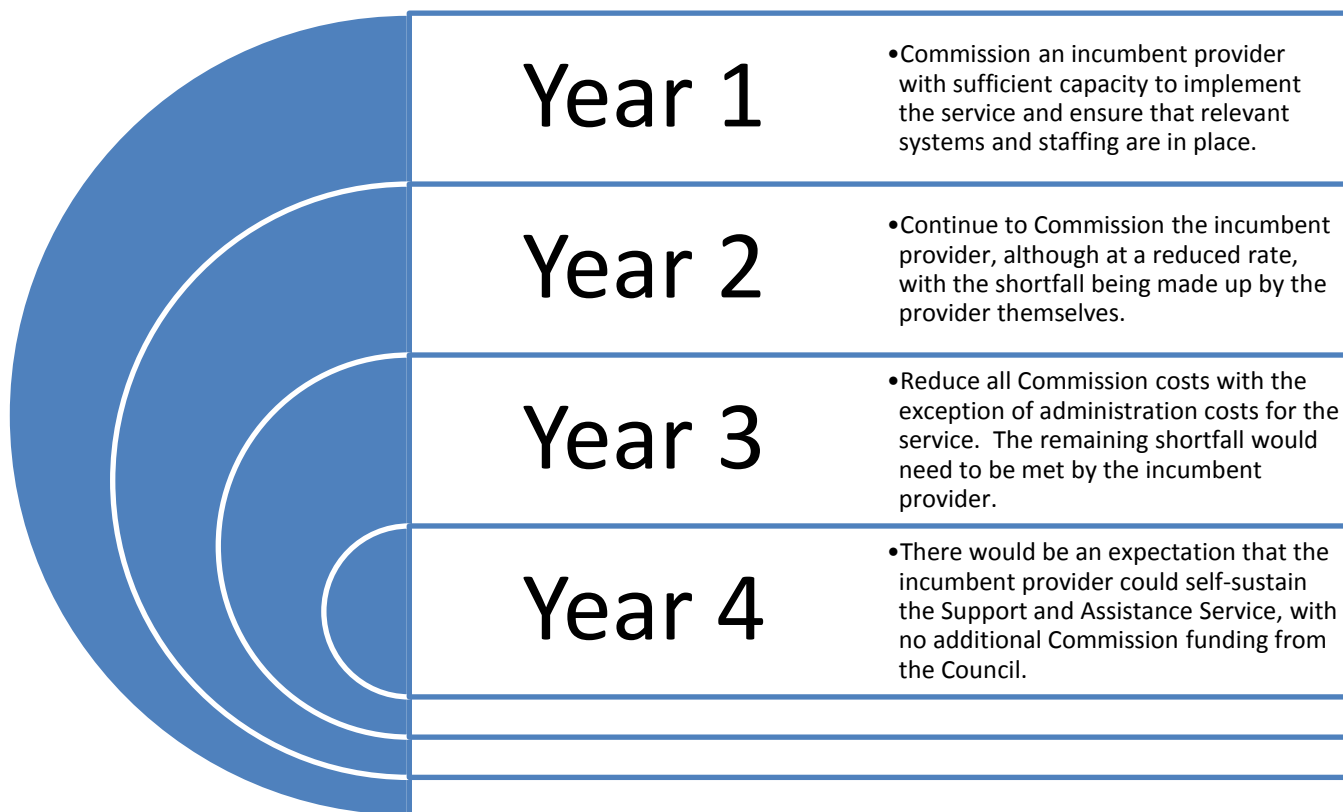 Year 1
•Commission an incumbent provider
with sufficient capacity to implement
the service and ensure that relevant
systems and staffing are in place.
Year 2
•Continue to Commission the incumbent
provider, although at a reduced rate,
with the shortfall being made up by the
provider themselves.
Year 3
•Reduce all Commission costs with the
exception of administration costs for the
service.  The remaining shortfall would
need to be met by the incumbent
provider.
Year 4
•There would be an expectation that the
incumbent provider could self-sustain
the Support and Assistance Service, with
no additional Commission funding from
the Council.